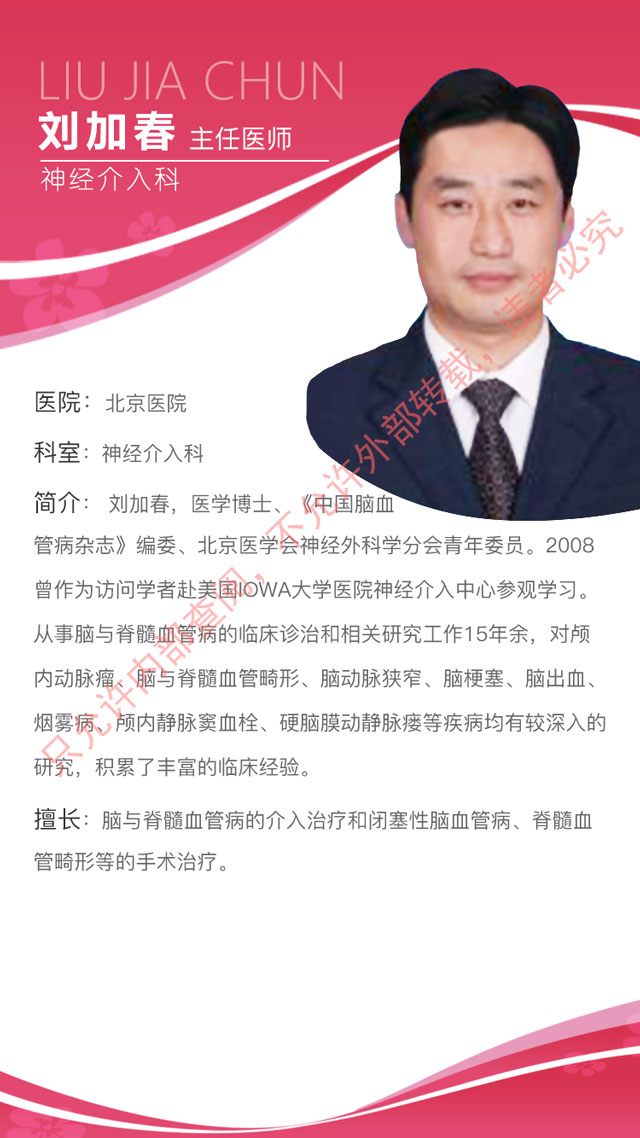 LIU JIA CHUN
刘加春 主任医师
神经介入科
医院：北京医院
科室：神经介入科
简介： 刘加春，医学博士、《中国脑血
管病杂志》编委、北京医学会神经外科学分会青年委员。2008
曾作为访问学者赴美国IOWA大学医院神经介入中心参观学习。
从事脑与脊髓血管病的临床诊治和相关研究工作15年余，对颅
内动脉瘤、脑与脊髓血管畸形、脑动脉狭窄、脑梗塞、脑出血、
烟雾病、颅内静脉窦血栓、硬脑膜动静脉瘘等疾病均有较深入的
研究，积累了丰富的临床经验。
擅长：脑与脊髓血管病的介入治疗和闭塞性脑血管病、脊髓血
管畸形等的手术治疗。
只允许内部查阅，不允许外部转载，违者必究